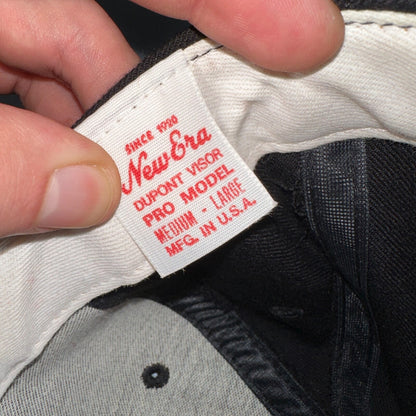 SINCE 1920
New Era
DUPONT VISOR
PRO MODEL
MEDIUM - LARGE
MFG. IN U.S.A.